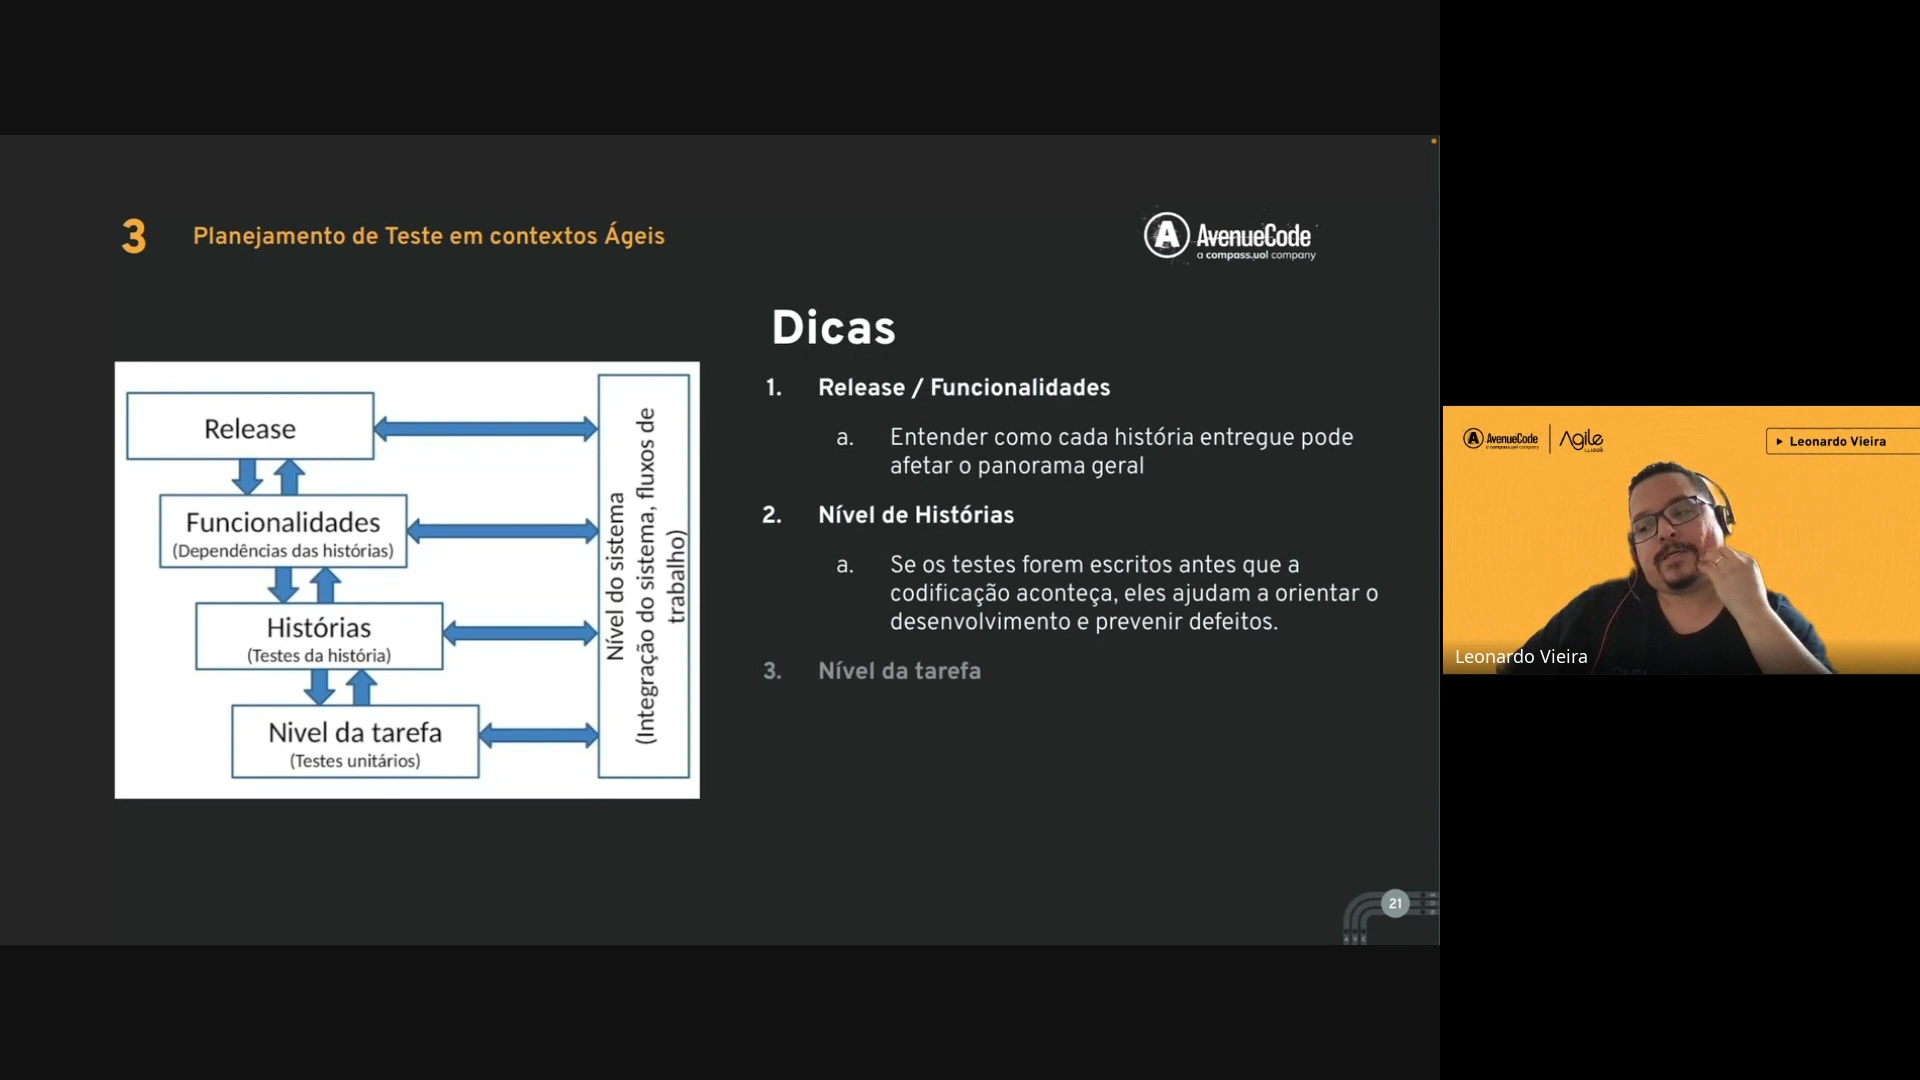 3 Planejamento de Teste em contextos Ágeis
AvenueCode
a compass.uol company
Release
Funcionalidades
(Dependências das histórias)
Histórias
(Testes da história)
Nivel da tarefa
(Testes unitários)
Nível do sistema
(Integração do sistema, fluxos de
trabalho)
Dicas
1. Release / Funcionalidades
a. Entender como cada história entregue pode
afetar o panorama geral
2. Nível de Histórias
a. Se os testes forem escritos antes que a
codificação aconteça, eles ajudam a orientar o
desenvolvimento e prevenir defeitos.
3. Nível da tarefa
21
AvenueCode
a compass.uol company
Agile
week
Leonardo Vieira
Leonardo Vieira